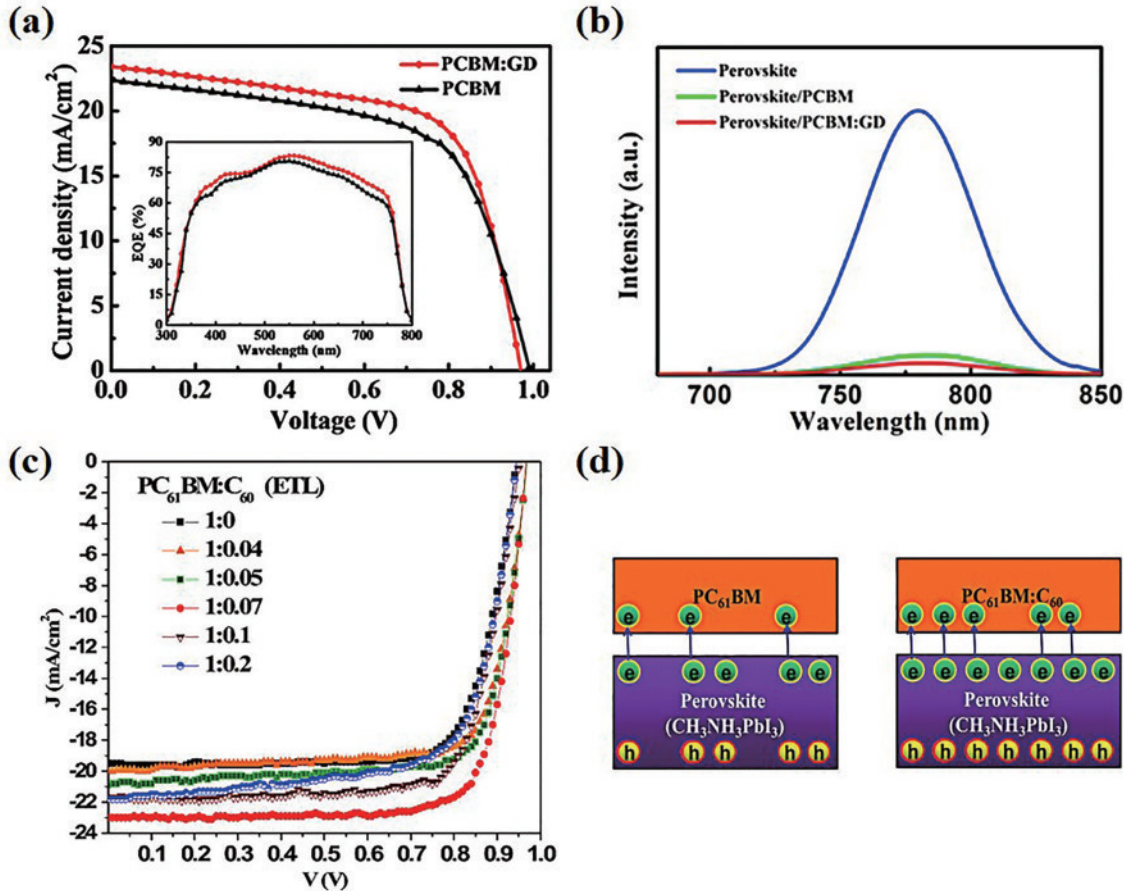 (a)
25
20
15
10
5
0
Current density (mA/cm²)
0.0 0.2 0.4 0.6 0.8 1.0
Voltage (V)
PCBM:GD
PCBM
90
75
60
45
30
15
0
EQE (%)
300 400 500 600 700 800
Wavelength (nm)
(b)
Perovskite
Perovskite/PCBM
Perovskite/PCBM:GD
Intensity (a.u.)
700 750 800 850
Wavelength (nm)
(c)
0
-2
-4
-6
-8
-10
-12
-14
-16
-18
-20
-22
-24
J (mA/cm²)
PC₆₁BM:C₆₀ (ETL)
1:0
1:0.04
1:0.05
1:0.07
1:0.1
1:0.2
0.1 0.2 0.3 0.4 0.5 0.6 0.7 0.8 0.9 1.0
V (V)
(d)
PC₆₁BM
e e e
e e e e e
Perovskite
(CH₃NH₃PbI₃)
h h h h h
PC₆₁BM:C₆₀
e e e e e
e e e e e e e
Perovskite
(CH₃NH₃PbI₃)
h h h h h h h